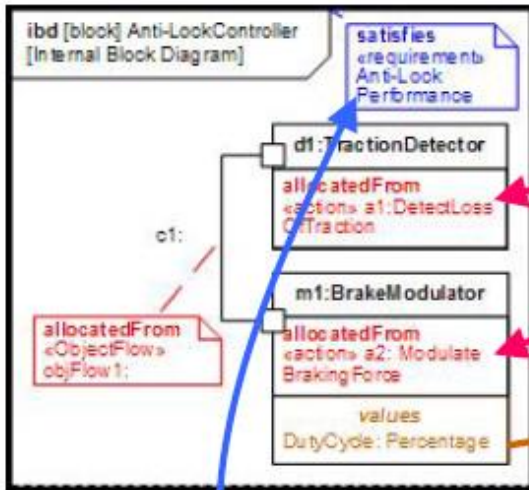 ibd [block] Anti-LockController
[Internal Block Diagram]
satisfies
«requirement»
Anti-Lock
Performance
d1:TractionDetector
allocatedFrom
«action» a1:DetectLoss
OfTraction
c1:
m1:BrakeModulator
allocatedFrom
«action» a2: Modulate
BrakingForce
allocatedFrom
«ObjectFlow»
objFlow1:
values
DutyCycle: Percentage